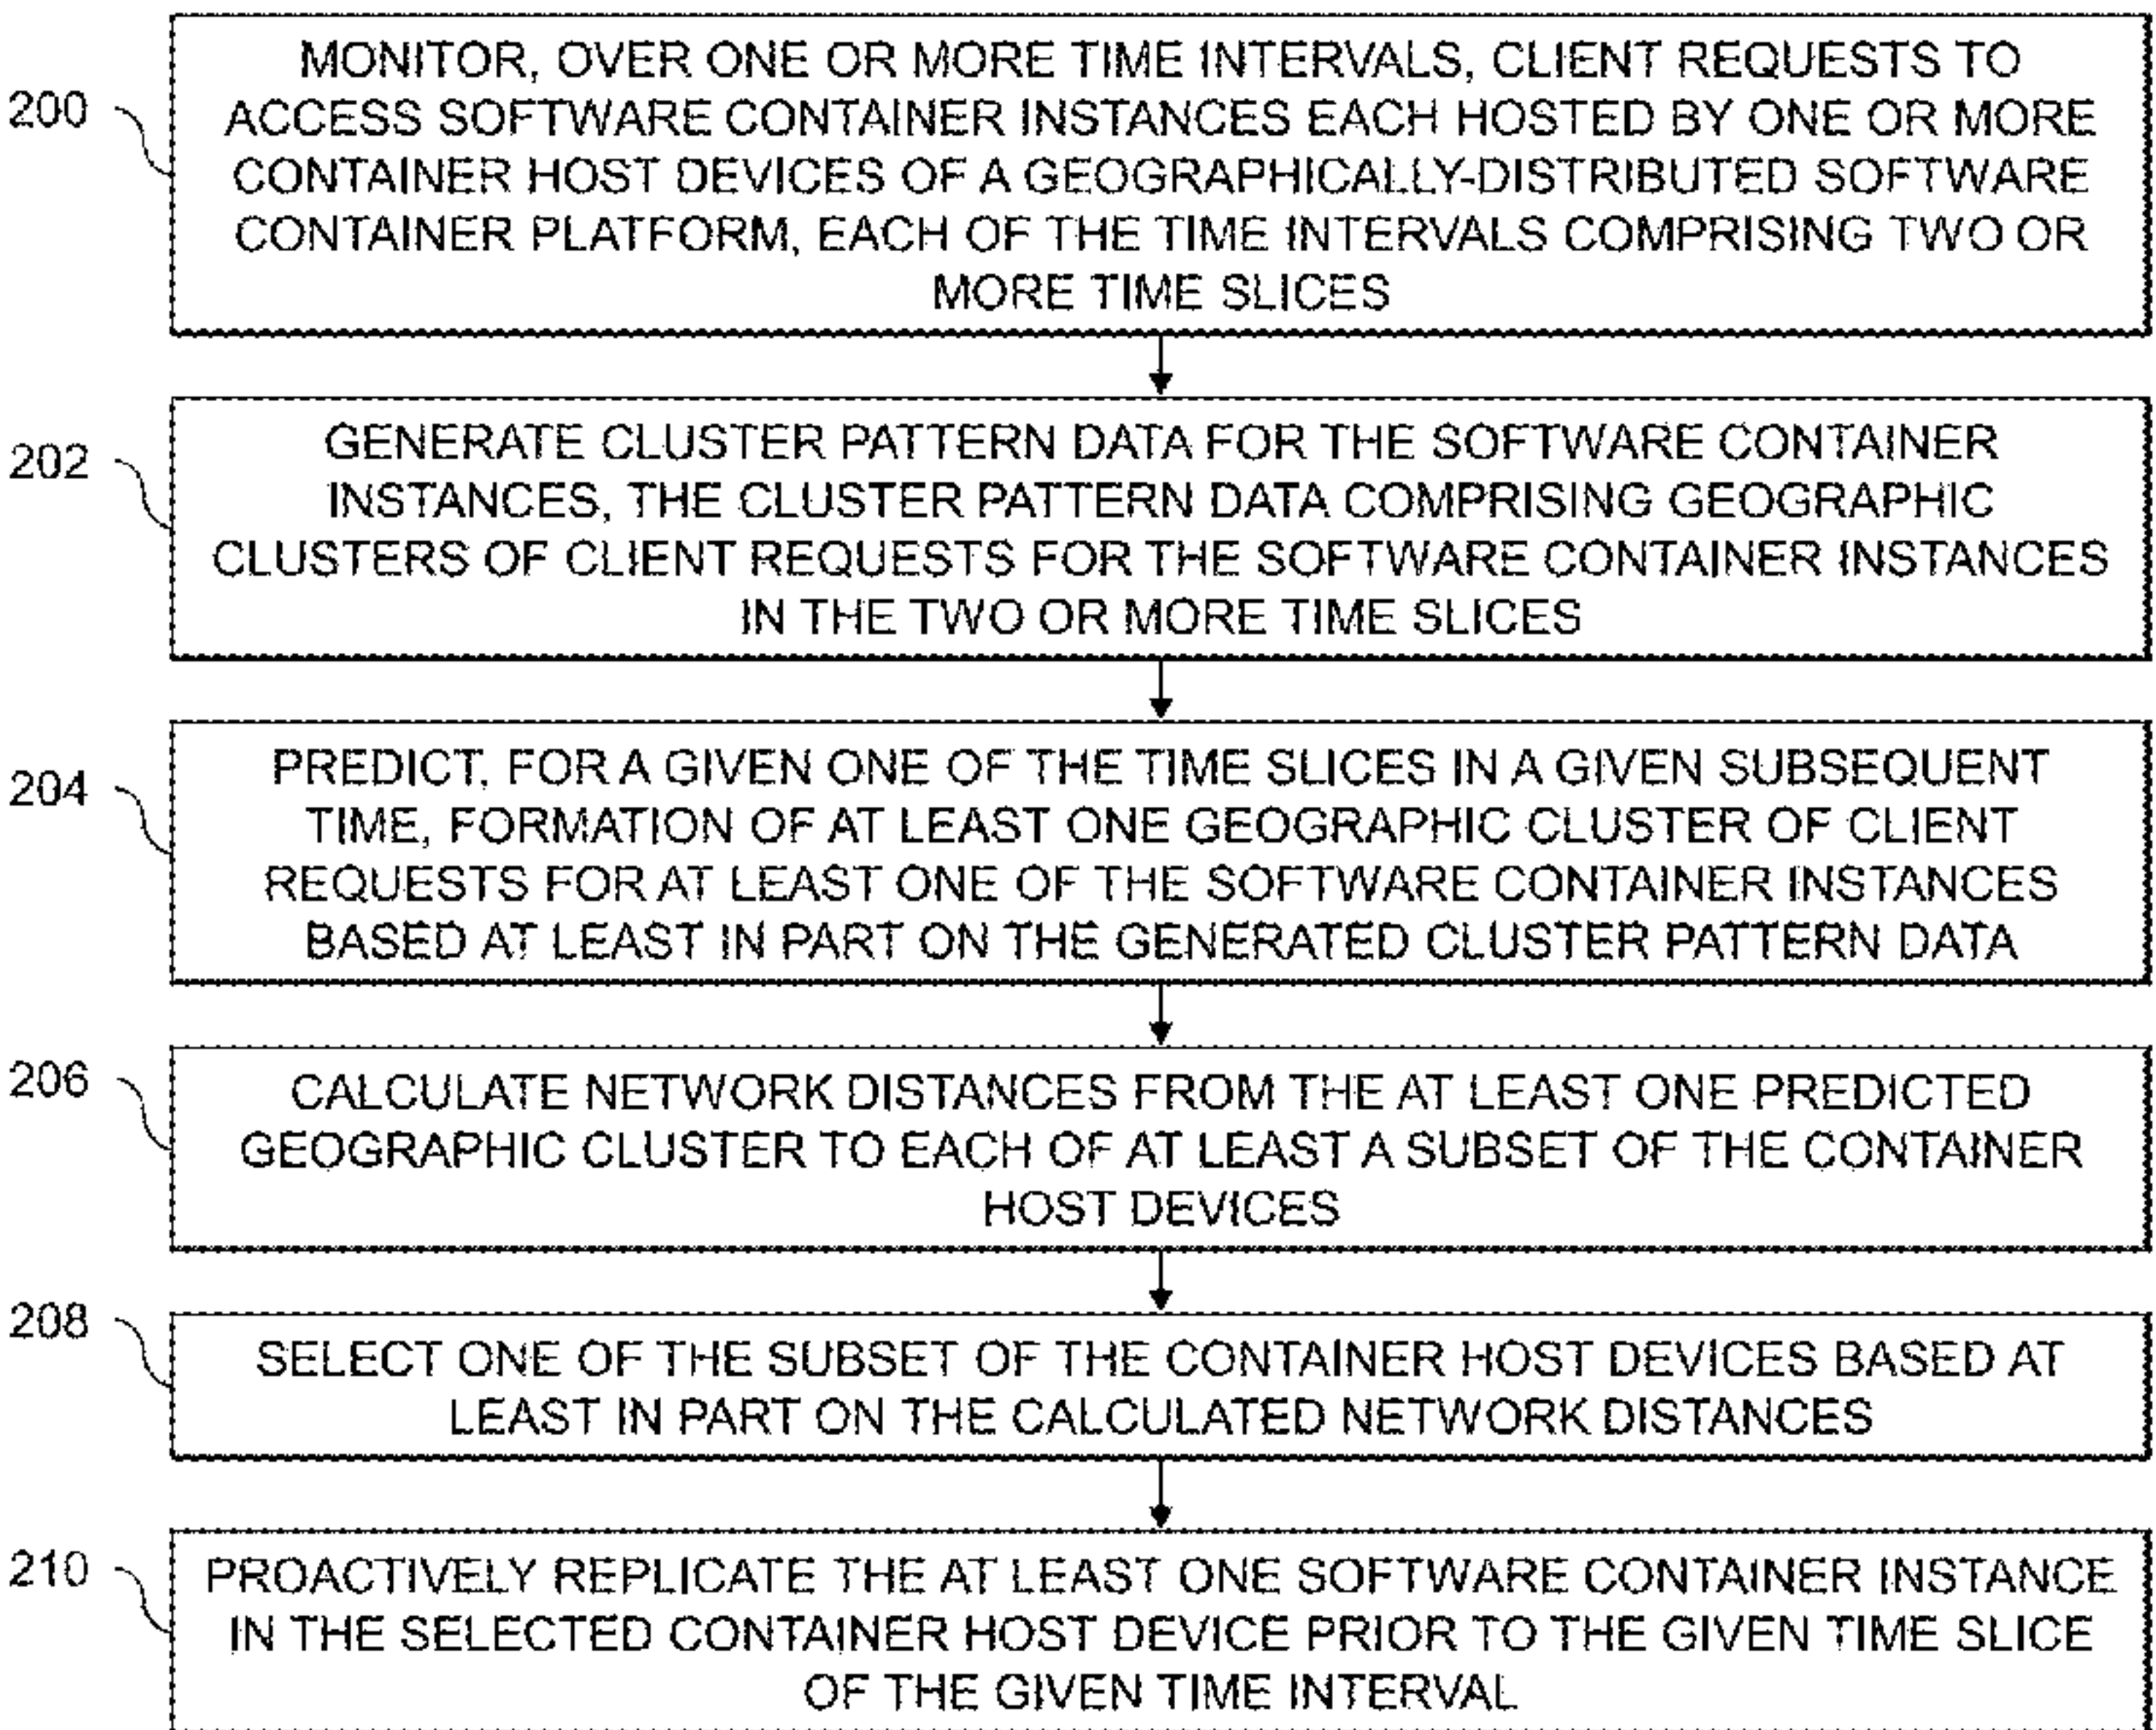 MONITOR, OVER ONE OR MORE TIME INTERVALS, CLIENT REQUESTS TO
200
ACCESS SOFTWARE CONTAINER INSTANCES EACH HOSTED BY ONE OR MORE
CONTAINER HOST DEVICES OF A GEOGRAPHICALLY-DISTRIBUTED SOFTWARE
CONTAINER PLATFORM, EACH OF THE TIME INTERVALS COMPRISING TWO OR
MORE TIME SLICES
GENERATE CLUSTER PATTERN DATA FOR THE SOFTWARE CONTAINER
202
INSTANCES, THE CLUSTER PATTERN DATA COMPRISING GEOGRAPHIC
CLUSTERS OF CLIENT REQUESTS FOR THE SOFTWARE CONTAINER INSTANCES
IN THE TWO OR MORE TIME SLICES
PREDICT, FOR A GIVEN ONE OF THE TIME SLICES IN A GIVEN SUBSEQUENT
204
TIME, FORMATION OF AT LEAST ONE GEOGRAPHIC CLUSTER OF CLIENT
REQUESTS FOR AT LEAST ONE OF THE SOFTWARE CONTAINER INSTANCES
BASED AT LEAST IN PART ON THE GENERATED CLUSTER PATTERN DATA
206
CALCULATE NETWORK DISTANCES FROM THE AT LEAST ONE PREDICTED
GEOGRAPHIC CLUSTER TO EACH OF AT LEAST A SUBSET OF THE CONTAINER
HOST DEVICES
208
SELECT ONE OF THE SUBSET OF THE CONTAINER HOST DEVICES BASED AT
LEAST IN PART ON THE CALCULATED NETWORK DISTANCES
210
PROACTIVELY REPLICATE THE AT LEAST ONE SOFTWARE CONTAINER INSTANCE
IN THE SELECTED CONTAINER HOST DEVICE PRIOR TO THE GIVEN TIME SLICE
OF THE GIVEN TIME INTERVAL